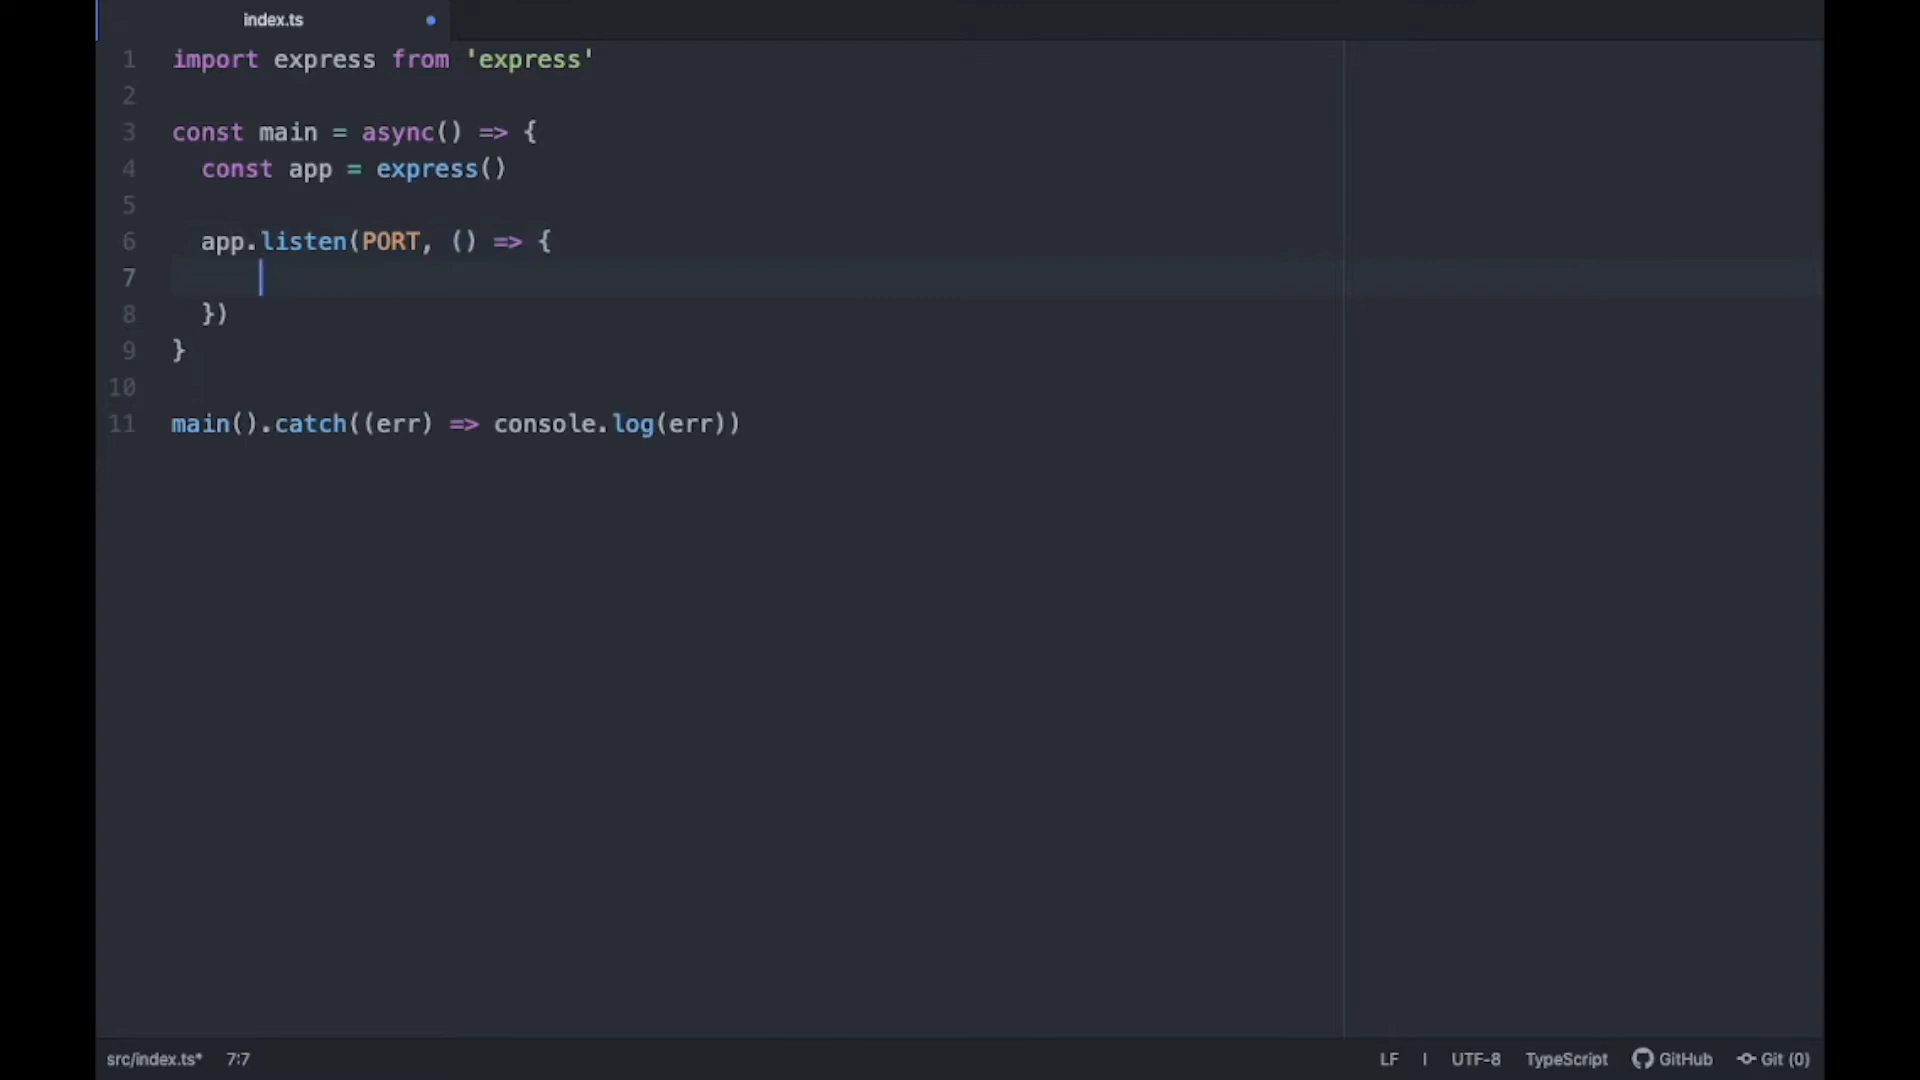 index.ts
1 import express from 'express'
2
3 const main = async() => {
4 const app = express()
5
6 app.listen(PORT, () => {
7
8 })
9 }
10
11 main().catch((err) => console.log(err))
src/index.ts* 7:7 LF UTF-8 TypeScript GitHub Git (0)